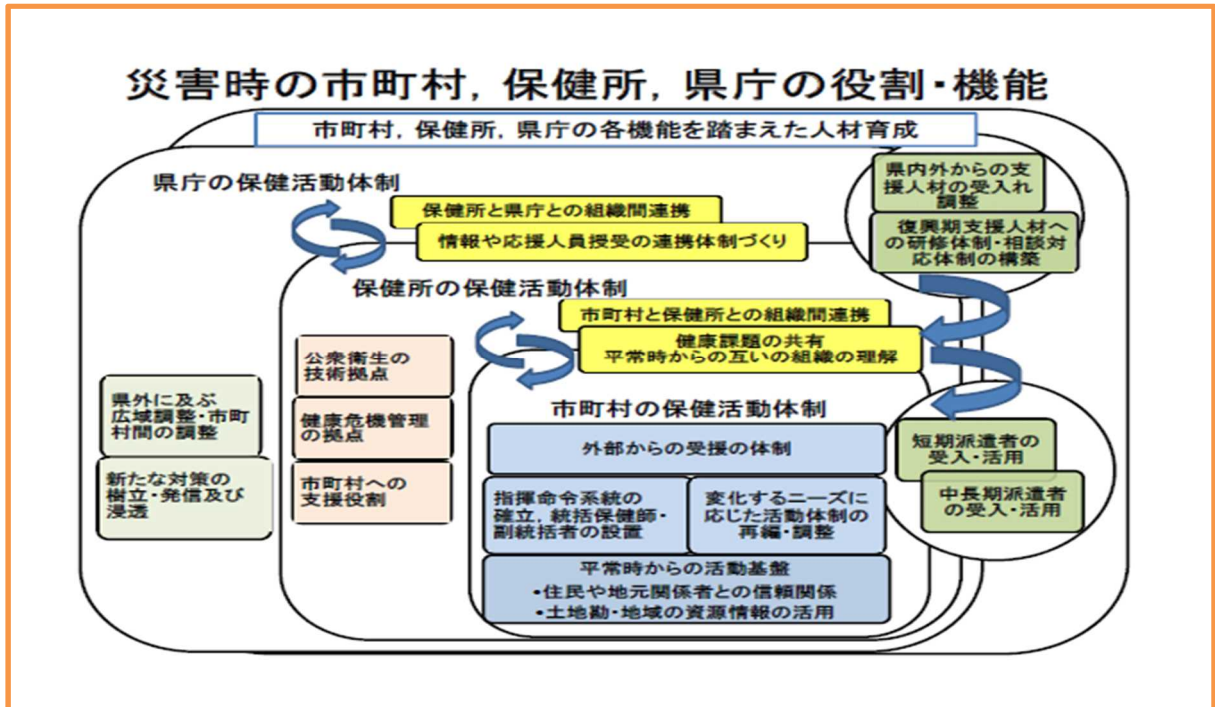 災害時の市町村，保健所，県庁の役割・機能
市町村，保健所，県庁の各機能を踏まえた人材育成
県庁の保健活動体制
保健所と県庁との組織間連携
情報や応援人員授受の連携体制づくり
県内外からの支
援人材の受入れ
調整
復興期支援人材へ
の研修体制・相談対
応体制の構築
保健所の保健活動体制
市町村と保健所との組織間連携
健康課題の共有
平常時からの互いの組織の理解
公衆衛生の
技術拠点
健康危機管理
の拠点
市町村への
支援役割
県外に及ぶ
広域調整・市町
村間の調整
新たな対策の
樹立・発信及び
浸透
市町村の保健活動体制
外部からの受援の体制
指揮命令系統の
確立，統括保健師・
副統括者の設置
変化するニーズに
応じた活動体制の
再編・調整
平常時からの活動基盤
・住民や地元関係者との信頼関係
・土地勘・地域の資源情報の活用
短期派遣者の
受入・活用
中長期派遣者
の受入・活用